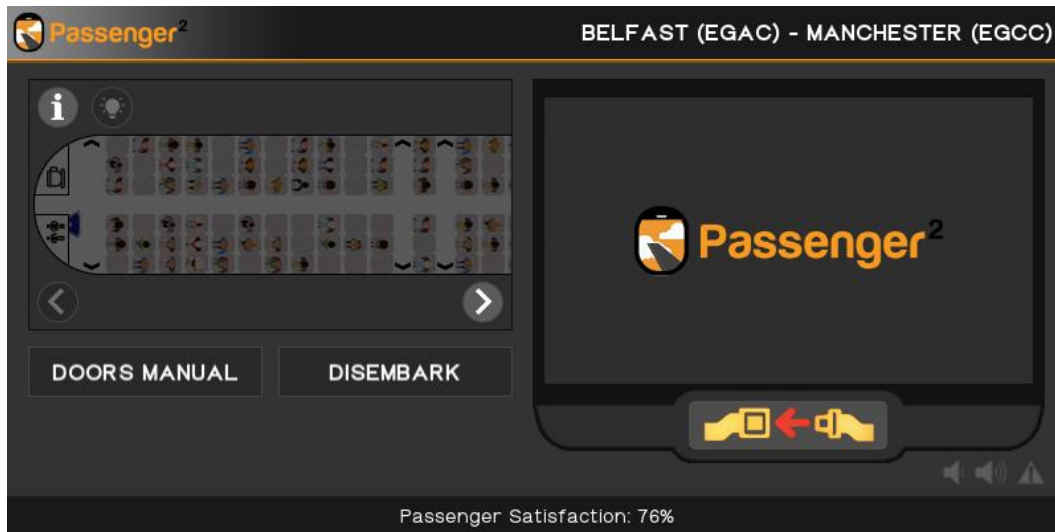 Passenger²
BELFAST (EGAC) - MANCHESTER (EGCC)
i
Passenger²
DOORS MANUAL
DISEMBARK
Passenger Satisfaction: 76%